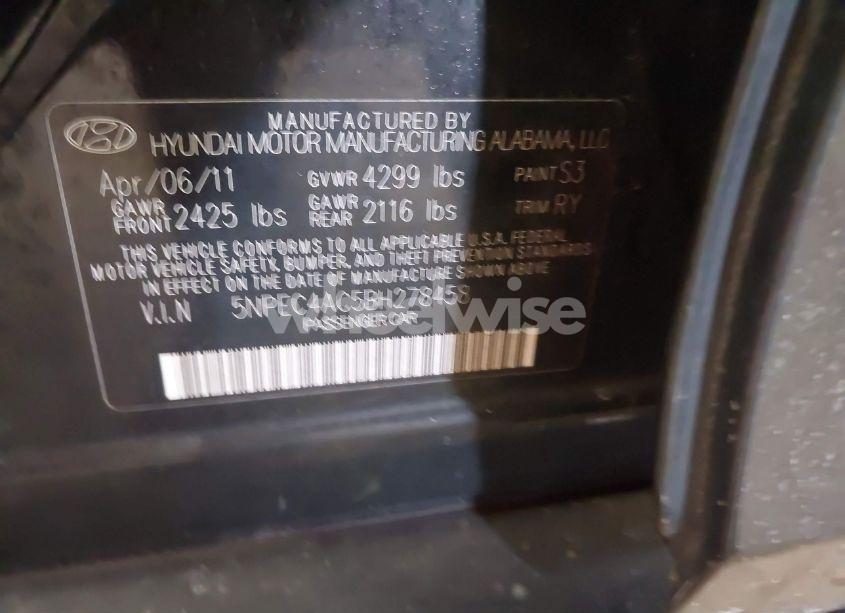 MANUFACTURED BY
HYUNDAI MOTOR MANUFACTURING ALABAMA, LLC
Apr/06/11 GVWR 4299 lbs PAINT S3
GAWR FRONT 2425 lbs GAWR REAR 2116 lbs TRIM RY
THIS VEHICLE CONFORMS TO ALL APPLICABLE U.S.A. FEDERAL
MOTOR VEHICLE SAFETY, BUMPER, AND THEFT PREVENTION STANDARDS
IN EFFECT ON THE DATE OF MANUFACTURE SHOWN ABOVE.
V.I.N 5NPEC4AC5BH278458
PASSENGER CAR
wheelwise